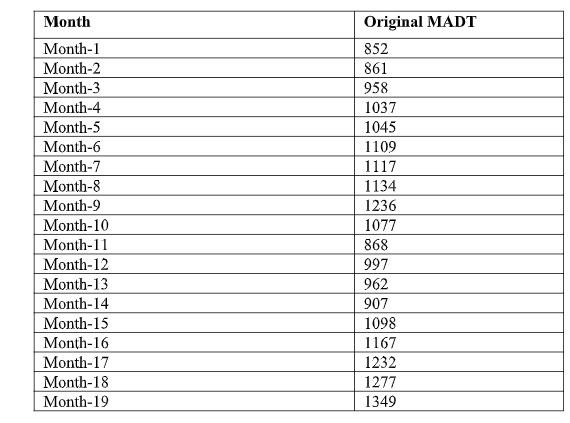 Month Original MADT
Month-1 852
Month-2 861
Month-3 958
Month-4 1037
Month-5 1045
Month-6 1109
Month-7 1117
Month-8 1134
Month-9 1236
Month-10 1077
Month-11 868
Month-12 997
Month-13 962
Month-14 907
Month-15 1098
Month-16 1167
Month-17 1232
Month-18 1277
Month-19 1349